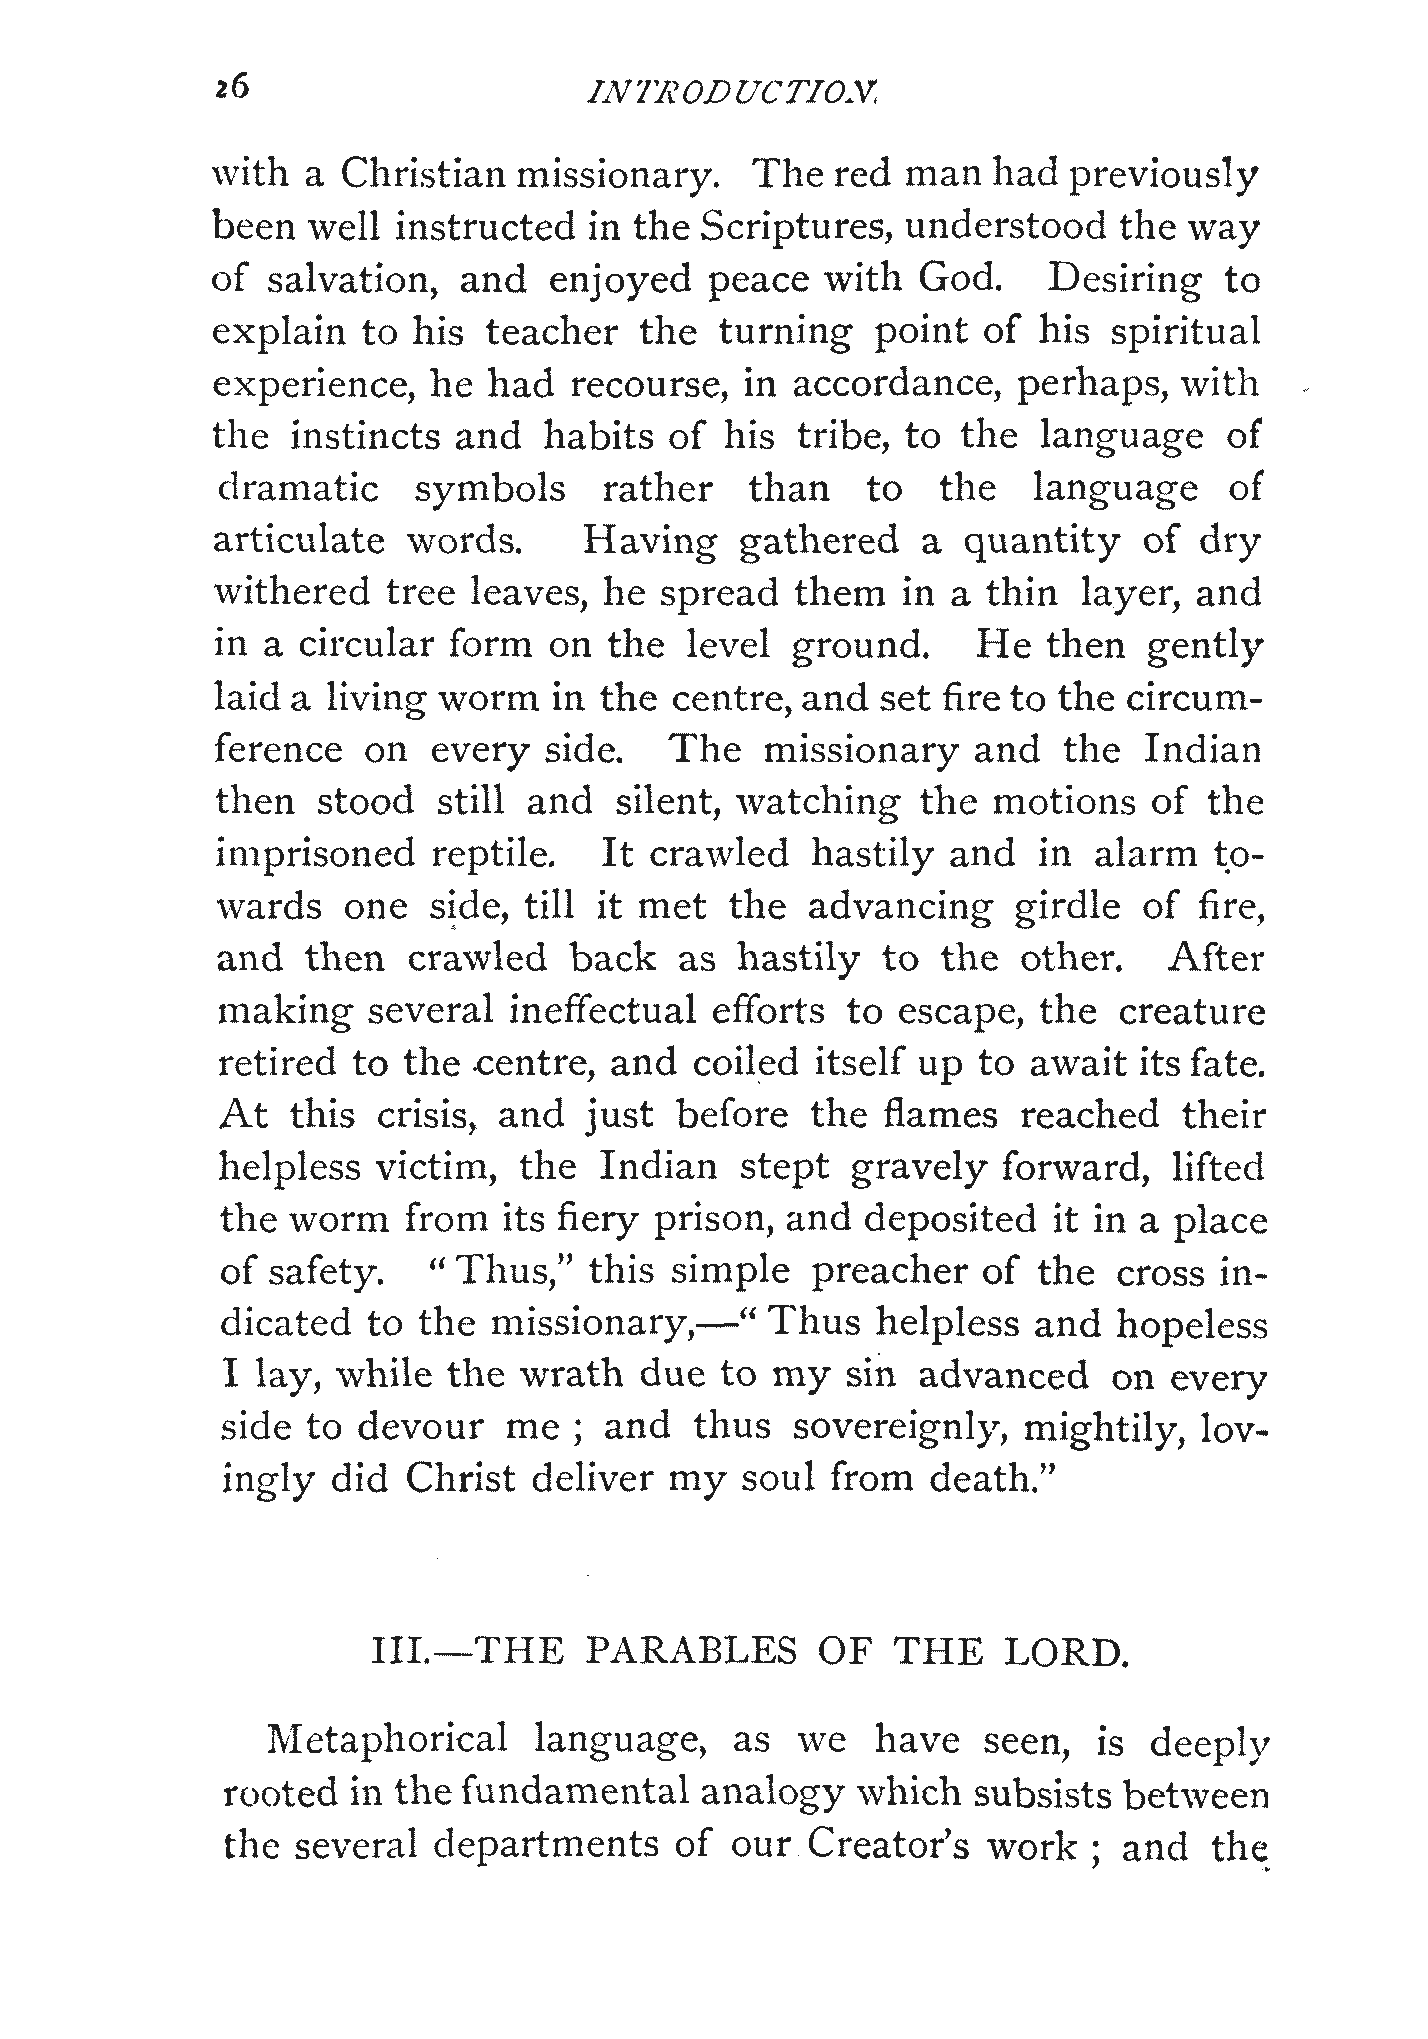 26 INTRODUCTION.
with a Christian missionary. The red man had previously
been well instructed in the Scriptures, understood the way
of salvation, and enjoyed peace with God. Desiring to
explain to his teacher the turning point of his spiritual
experience, he had recourse, in accordance, perhaps, with
the instincts and habits of his tribe, to the language of
dramatic symbols rather than to the language of
articulate words. Having gathered a quantity of dry
withered tree leaves, he spread them in a thin layer, and
in a circular form on the level ground. He then gently
laid a living worm in the centre, and set fire to the circum-
ference on every side. The missionary and the Indian
then stood still and silent, watching the motions of the
imprisoned reptile. It crawled hastily and in alarm to-
wards one side, till it met the advancing girdle of fire,
and then crawled back as hastily to the other. After
making several ineffectual efforts to escape, the creature
retired to the centre, and coiled itself up to await its fate.
At this crisis, and just before the flames reached their
helpless victim, the Indian stept gravely forward, lifted
the worm from its fiery prison, and deposited it in a place
of safety. “Thus,” this simple preacher of the cross in-
dicated to the missionary,—“Thus helpless and hopeless
I lay, while the wrath due to my sin advanced on every
side to devour me ; and thus sovereignly, mightily, lov-
ingly did Christ deliver my soul from death.”
III.—THE PARABLES OF THE LORD.
Metaphorical language, as we have seen, is deeply
rooted in the fundamental analogy which subsists between
the several departments of our Creator’s work ; and the